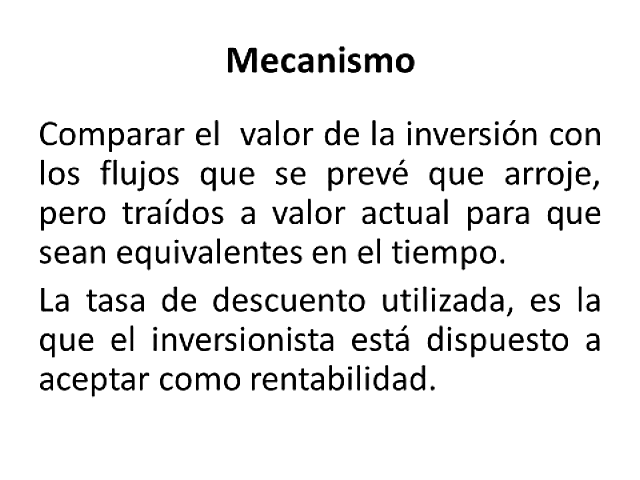 Mecanismo
Comparar el  valor de la inversión con
los flujos que se prevé que arroje,
pero traídos a valor actual para que
sean equivalentes en el tiempo.
La tasa de descuento utilizada, es la
que el inversionista está dispuesto a
aceptar como rentabilidad.